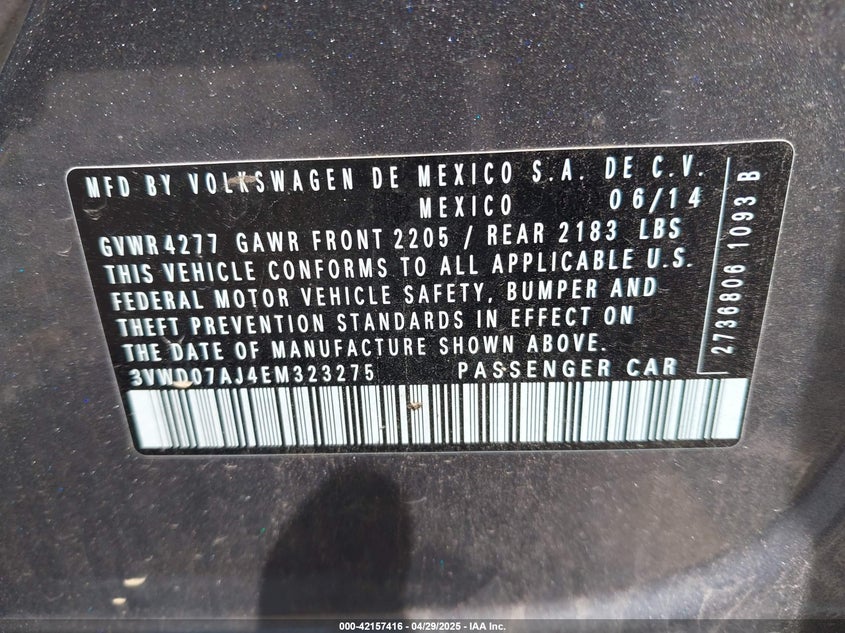 MFD BY VOLKSWAGEN DE MEXICO S.A. DE C.V.
MEXICO 06/14
GVWR 4277 GAWR FRONT 2205 / REAR 2183 LBS
THIS VEHICLE CONFORMS TO ALL APPLICABLE U.S.
FEDERAL MOTOR VEHICLE SAFETY, BUMPER AND
THEFT PREVENTION STANDARDS IN EFFECT ON
THE DATE OF MANUFACTURE SHOWN ABOVE.
3VWD07AJ4EM323275 PASSENGER CAR
2736806 1093 B
000-42157416 - 04/29/2025 - IAA Inc.